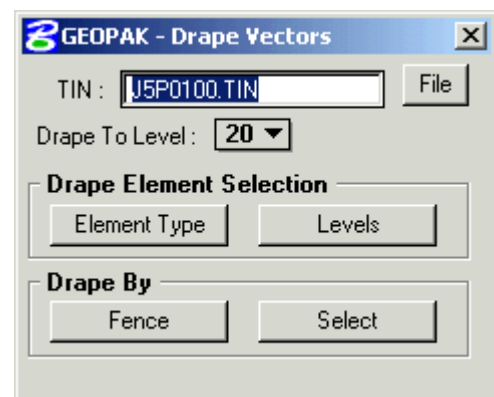 GEOPAK - Drape Vectors
TIN : J5P0100.TIN File
Drape To Level : 20
Drape Element Selection
Element Type Levels
Drape By
Fence Select